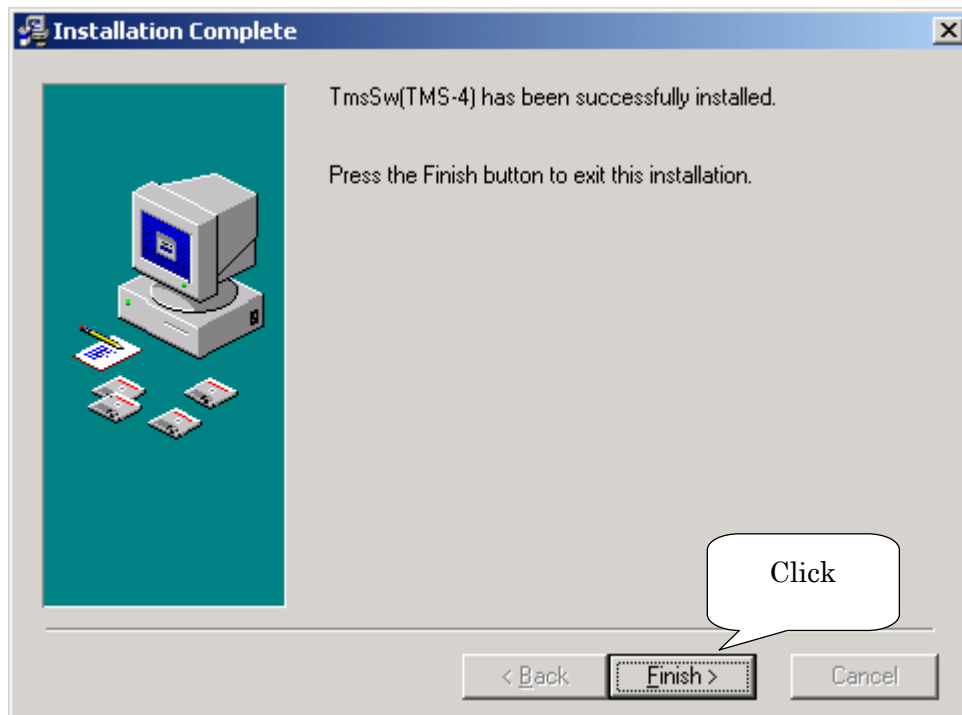 Installation Complete
TmsSw(TMS-4) has been successfully installed.
Press the Finish button to exit this installation.
Click
< Back
Finish >
Cancel